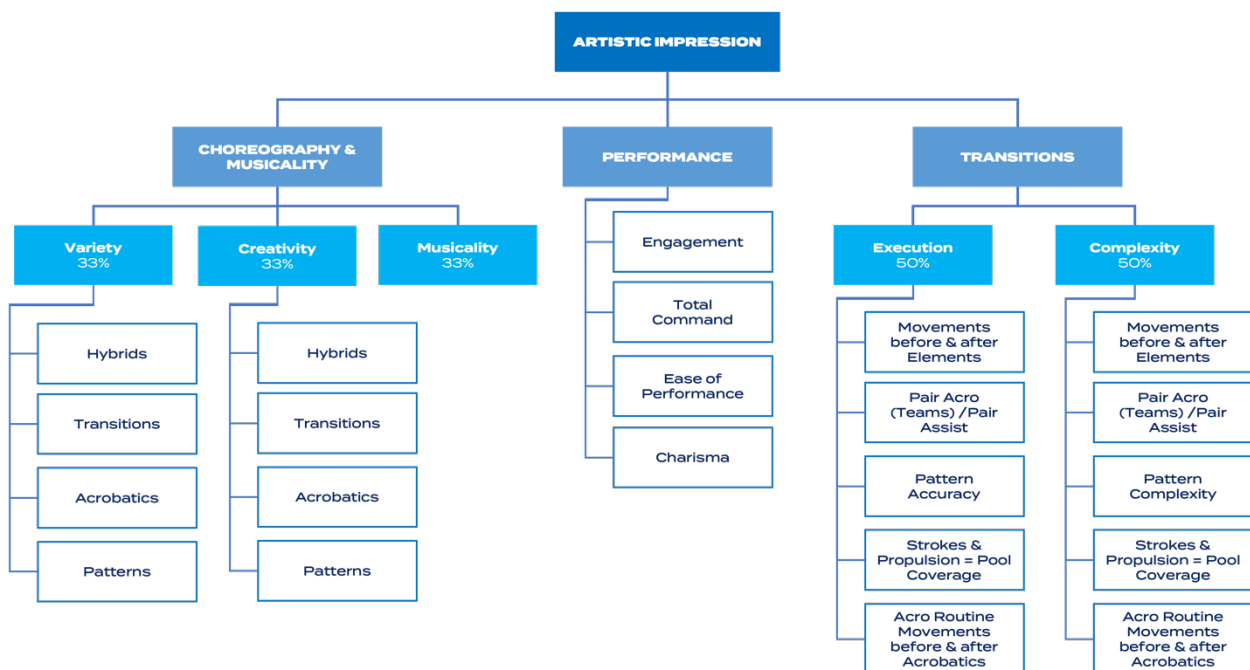 ARTISTIC IMPRESSION
CHOREOGRAPHY &
MUSICALITY
PERFORMANCE
TRANSITIONS
Variety
33%
Creativity
33%
Musicality
33%
Execution
50%
Complexity
50%
Hybrids
Transitions
Acrobatics
Patterns
Hybrids
Transitions
Acrobatics
Patterns
Engagement
Total
Command
Ease of
Performance
Charisma
Movements
before & after
Elements
Pair Acro
(Teams) /Pair
Assist
Pattern
Accuracy
Strokes &
Propulsion = Pool
Coverage
Acro Routine
Movements
before & after
Acrobatics
Movements
before & after
Elements
Pair Acro
(Teams) /Pair
Assist
Pattern
Complexity
Strokes &
Propulsion = Pool
Coverage
Acro Routine
Movements
before & after
Acrobatics